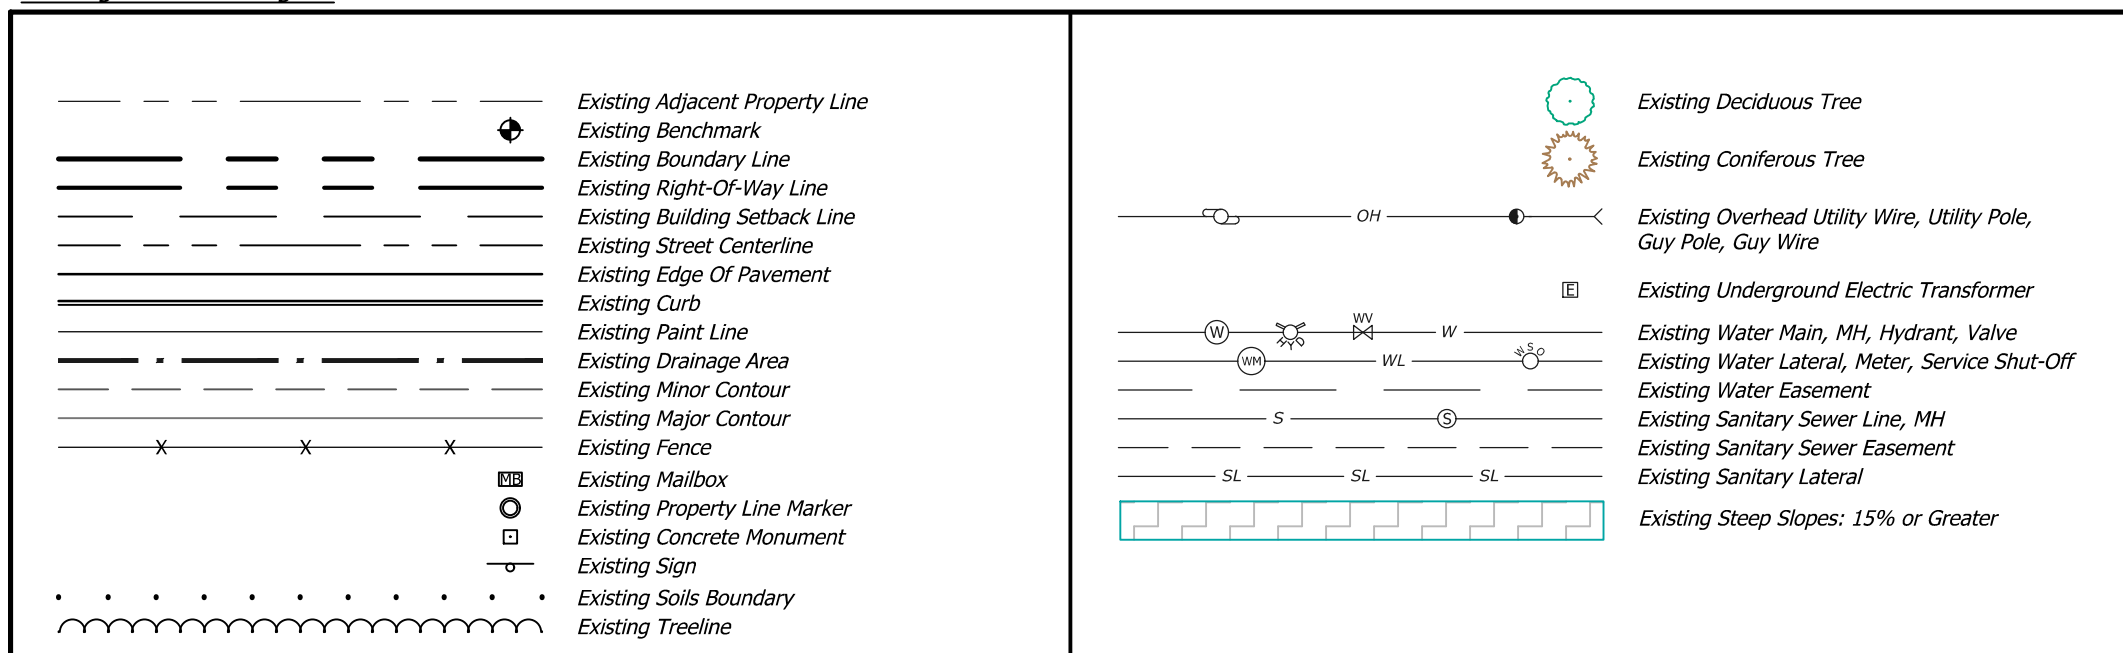 Existing Adjacent Property Line
Existing Benchmark
Existing Boundary Line
Existing Right-Of-Way Line
Existing Building Setback Line
Existing Street Centerline
Existing Edge Of Pavement
Existing Curb
Existing Paint Line
Existing Drainage Area
Existing Minor Contour
Existing Major Contour
X X X Existing Fence
MB Existing Mailbox
Existing Property Line Marker
Existing Concrete Monument
Existing Sign
Existing Soils Boundary
Existing Treeline
Existing Deciduous Tree
Existing Coniferous Tree
OH Existing Overhead Utility Wire, Utility Pole,
Guy Pole, Guy Wire
E Existing Underground Electric Transformer
W HYD WV W Existing Water Main, MH, Hydrant, Valve
WM WL WSO Existing Water Lateral, Meter, Service Shut-Off
Existing Water Easement
S S Existing Sanitary Sewer Line, MH
Existing Sanitary Sewer Easement
SL SL SL Existing Sanitary Lateral
Existing Steep Slopes: 15% or Greater